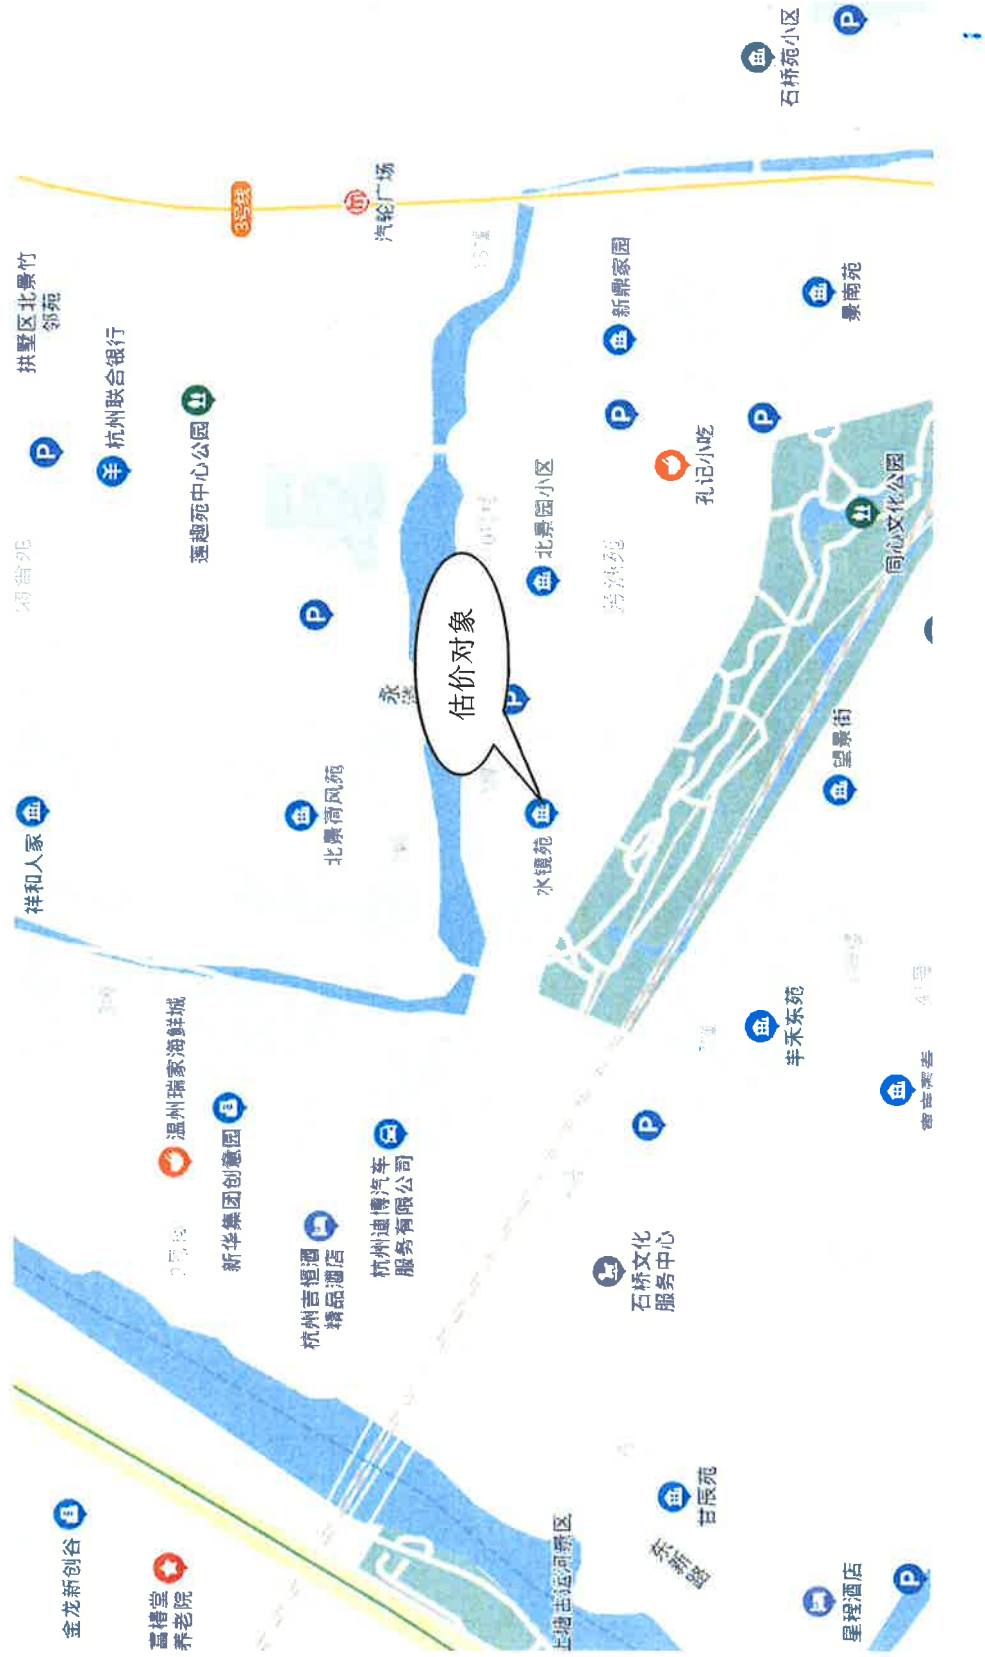 金龙新创谷
富椿堂
养老院
温州瑞家海鲜城
新华集团创意园
杭州吉恒酒
精品酒店
杭州迪博汽车
服务有限公司
上塘古运河景区
东新路
甘辰苑
星程酒店
石桥文化
服务中心
丰禾东苑
祥和人家
北景荷风苑
水镜苑
估价对象
永
望景街
北景园小区
莲趣苑中心公园
杭州联合银行
拱墅区北景竹
邻苑
孔记小吃
同心文化公园
新鼎家园
景南苑
3号线
汽轮广场
石桥苑小区
P
P
P
P
P
P
P
P